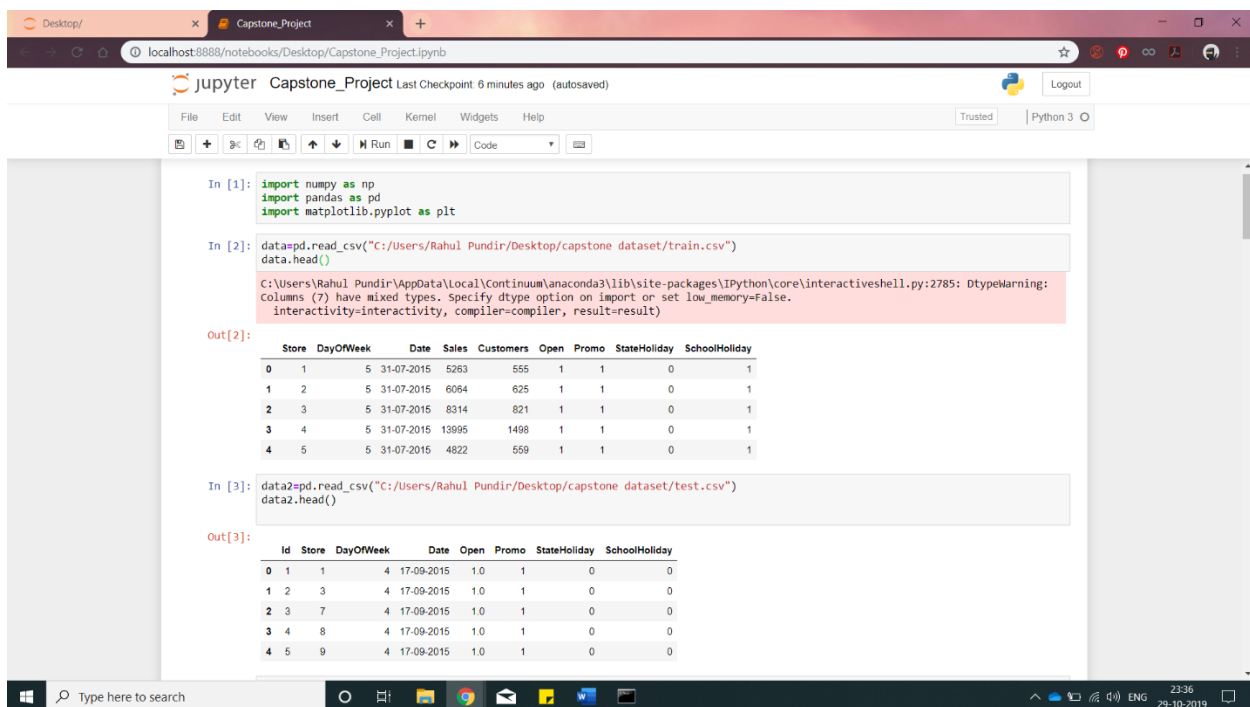 Desktop/
Capstone_Project
localhost:8888/notebooks/Desktop/Capstone_Project.ipynb
jupyter Capstone_Project Last Checkpoint: 6 minutes ago (autosaved)
Logout
File Edit View Insert Cell Kernel Widgets Help
Trusted
Python 3
Run
Code
In [1]: import numpy as np
import pandas as pd
import matplotlib.pyplot as plt
In [2]: data=pd.read_csv("C:/Users/Rahul Pundir/Desktop/capstone dataset/train.csv")
data.head()
C:\Users\Rahul Pundir\AppData\Local\Continuum\anaconda3\lib\site-packages\IPython\core\interactiveshell.py:2785: DtypeWarning:
Columns (7) have mixed types. Specify dtype option on import or set low_memory=False.
interactivity=interactivity, compiler=compiler, result=result)
Out[2]:
Store DayOfWeek Date Sales Customers Open Promo StateHoliday SchoolHoliday
0 1 5 31-07-2015 5263 555 1 1 0 1
1 2 5 31-07-2015 6064 625 1 1 0 1
2 3 5 31-07-2015 8314 821 1 1 0 1
3 4 5 31-07-2015 13995 1498 1 1 0 1
4 5 5 31-07-2015 4822 559 1 1 0 1
In [3]: data2=pd.read_csv("C:/Users/Rahul Pundir/Desktop/capstone dataset/test.csv")
data2.head()
Out[3]:
Id Store DayOfWeek Date Open Promo StateHoliday SchoolHoliday
0 1 1 4 17-09-2015 1.0 1 0 0
1 2 3 4 17-09-2015 1.0 1 0 0
2 3 7 4 17-09-2015 1.0 1 0 0
3 4 8 4 17-09-2015 1.0 1 0 0
4 5 9 4 17-09-2015 1.0 1 0 0
Type here to search
ENG
23:36
29-10-2019